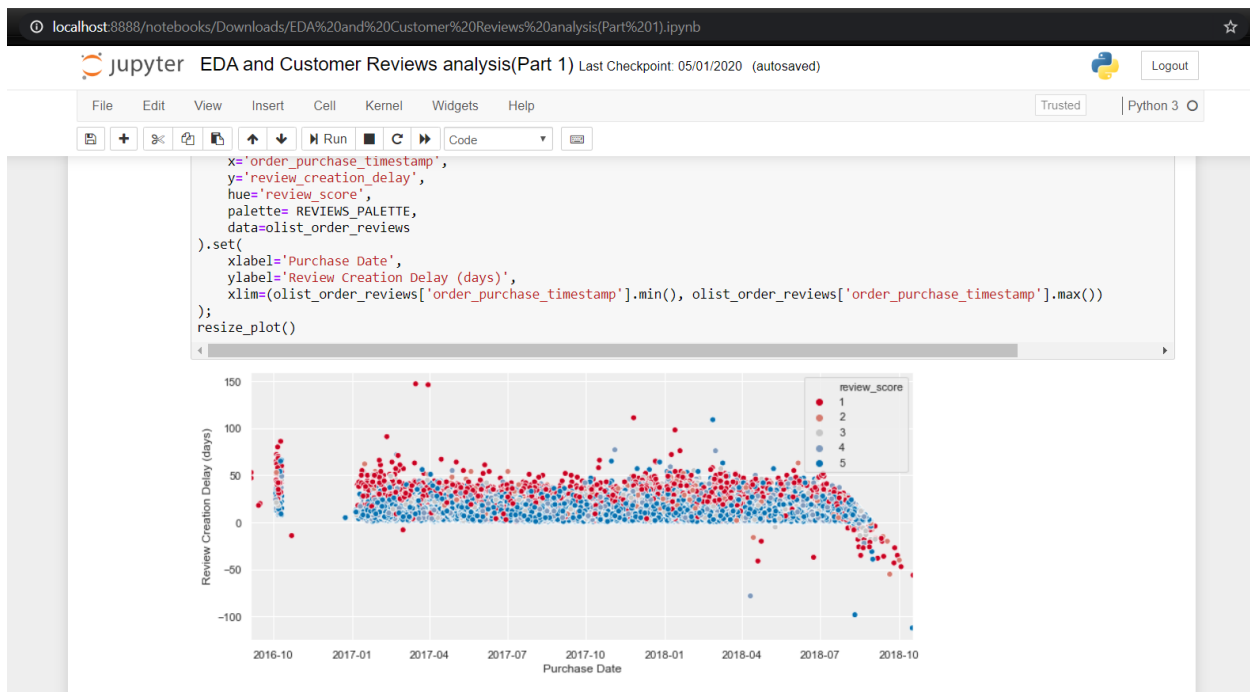 localhost:8888/notebooks/Downloads/EDA%20and%20Customer%20Reviews%20analysis(Part%201).ipynb
jupyter EDA and Customer Reviews analysis(Part 1) Last Checkpoint: 05/01/2020 (autosaved)
Logout
File Edit View Insert Cell Kernel Widgets Help
Trusted
Python 3
Run
Code
x='order_purchase_timestamp',
y='review_creation_delay',
hue='review_score',
palette= REVIEWS_PALETTE,
data=olist_order_reviews
).set(
xlabel='Purchase Date',
ylabel='Review Creation Delay (days)',
xlim=(olist_order_reviews['order_purchase_timestamp'].min(), olist_order_reviews['order_purchase_timestamp'].max())
);
resize_plot()
150
100
50
0
−50
−100
Review Creation Delay (days)
review_score
1
2
3
4
5
2016-10 2017-01 2017-04 2017-07 2017-10 2018-01 2018-04 2018-07 2018-10
Purchase Date